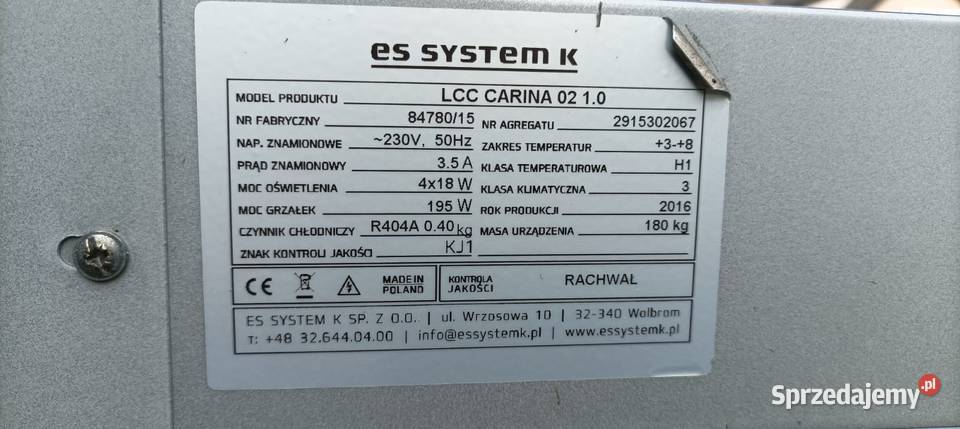 es system k
MODEL PRODUKTU LCC CARINA 02 1.0
NR FABRYCZNY 84780/15 NR AGREGATU 2915302067
NAP. ZNAMIONOWE ~230V, 50Hz ZAKRES TEMPERATUR +3-+8
PRĄD ZNAMIONOWY 3.5 A KLASA TEMPERATUROWA H1
MOC OŚWIETLENIA 4x18 W KLASA KLIMATYCZNA 3
MOC GRZAŁEK 195 W ROK PRODUKCJI 2016
CZYNNIK CHŁODNICZY R404A 0.40 kg MASA URZĄDZENIA 180 kg
ZNAK KONTROLI JAKOŚCI KJ1
CE MADE IN POLAND KONTROLA JAKOŚCI RACHWAŁ
ES SYSTEM K SP. Z O.O. | ul. Wrzosowa 10 | 32-340 Wolbrom
T: +48 32.644.04.00 | info@essystemk.pl | www.essystemk.pl
Sprzedajemy .pl